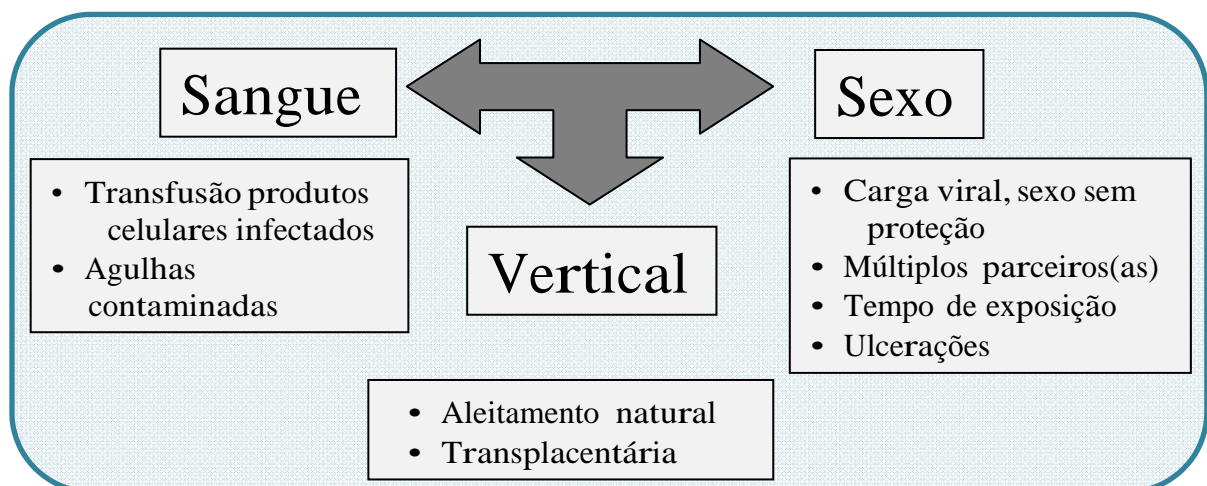 Sangue
• Transfusão produtos
celulares infectados
• Agulhas
contaminadas
Sexo
• Carga viral, sexo sem
proteção
• Múltiplos parceiros(as)
• Tempo de exposição
• Ulcerações
Vertical
• Aleitamento natural
• Transplacentária